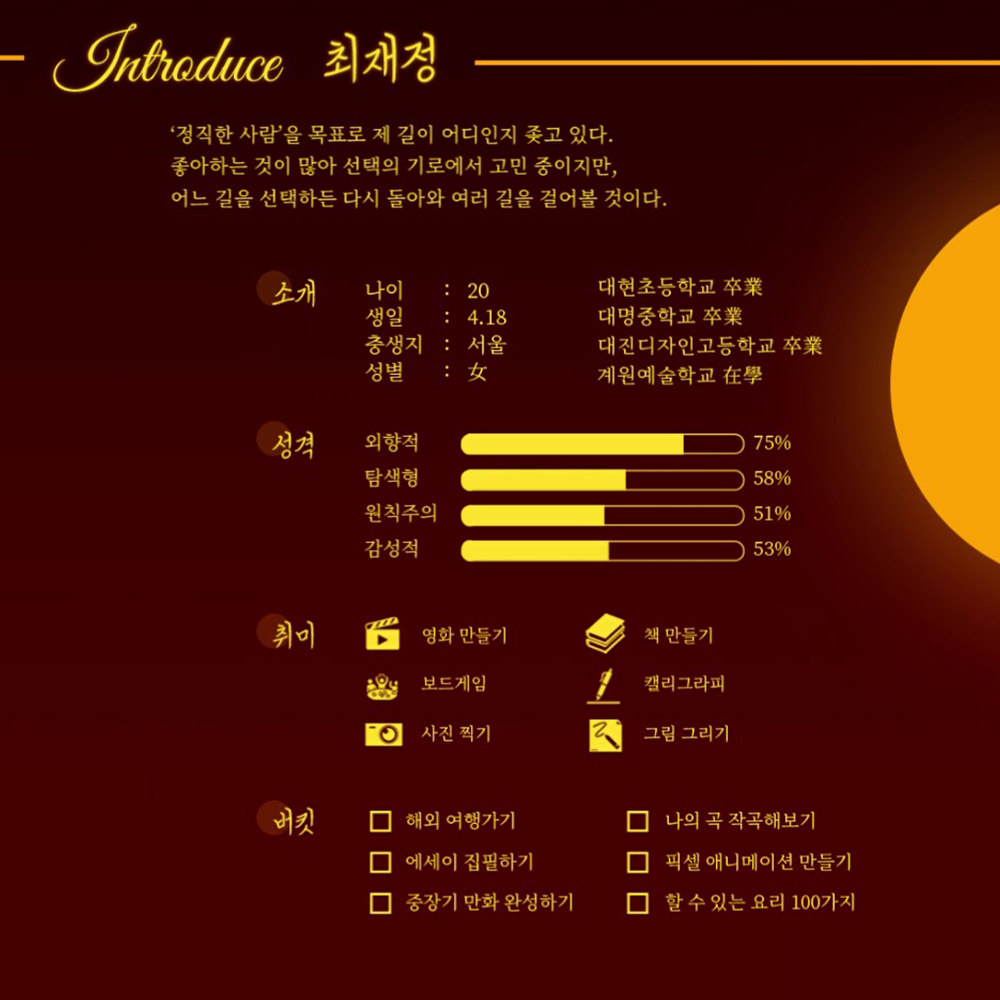 Introduce 최재정
‘정직한 사람’을 목표로 제 길이 어디인지 좇고 있다.
좋아하는 것이 많아 선택의 기로에서 고민 중이지만,
어느 길을 선택하든 다시 돌아와 여러 길을 걸어볼 것이다.
소개
나이 : 20
생일 : 4.18
출생지 : 서울
성별 : 女
대현초등학교 卒業
대명중학교 卒業
대진디자인고등학교 卒業
계원예술학교 在學
성격
외향적 75%
탐색형 58%
원칙주의 51%
감성적 53%
취미
영화 만들기
책 만들기
보드게임
캘리그라피
사진 찍기
그림 그리기
버킷
해외 여행가기
나의 곡 작곡해보기
에세이 집필하기
픽셀 애니메이션 만들기
중장기 만화 완성하기
할 수 있는 요리 100가지